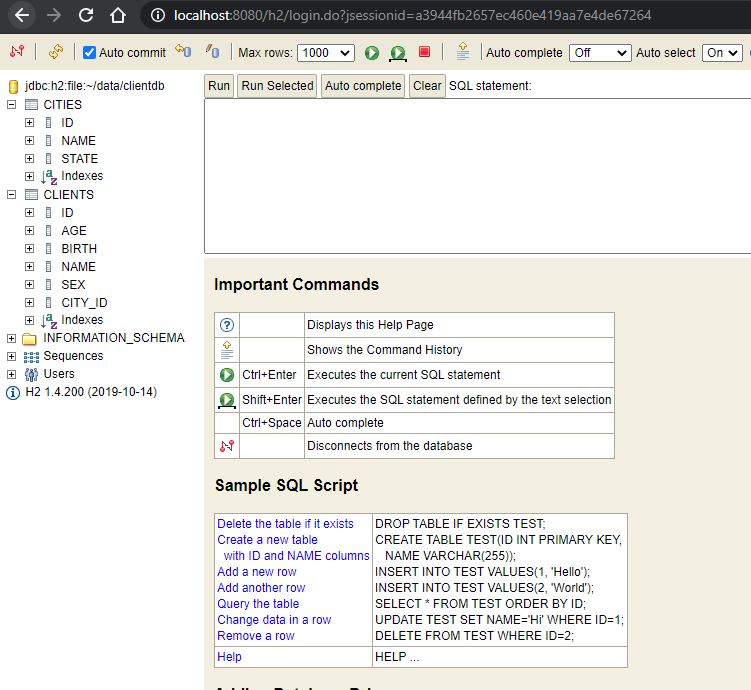 localhost:8080/h2/login.do?jsessionid=a3944fb2657ec460e419aa7e4de67264
Auto commit Max rows: 1000 Auto complete Off Auto select On
jdbc:h2:file:~/data/clientdb
CITIES
ID
NAME
STATE
Indexes
CLIENTS
ID
AGE
BIRTH
NAME
SEX
CITY_ID
Indexes
INFORMATION_SCHEMA
Sequences
Users
H2 1.4.200 (2019-10-14)
Run Run Selected Auto complete Clear SQL statement:
Important Commands
Displays this Help Page
Shows the Command History
Ctrl+Enter Executes the current SQL statement
Shift+Enter Executes the SQL statement defined by the text selection
Ctrl+Space Auto complete
Disconnects from the database
Sample SQL Script
Delete the table if it exists DROP TABLE IF EXISTS TEST;
Create a new table CREATE TABLE TEST(ID INT PRIMARY KEY,
with ID and NAME columns NAME VARCHAR(255));
Add a new row INSERT INTO TEST VALUES(1, 'Hello');
Add another row INSERT INTO TEST VALUES(2, 'World');
Query the table SELECT * FROM TEST ORDER BY ID;
Change data in a row UPDATE TEST SET NAME='Hi' WHERE ID=1;
Remove a row DELETE FROM TEST WHERE ID=2;
Help HELP ...